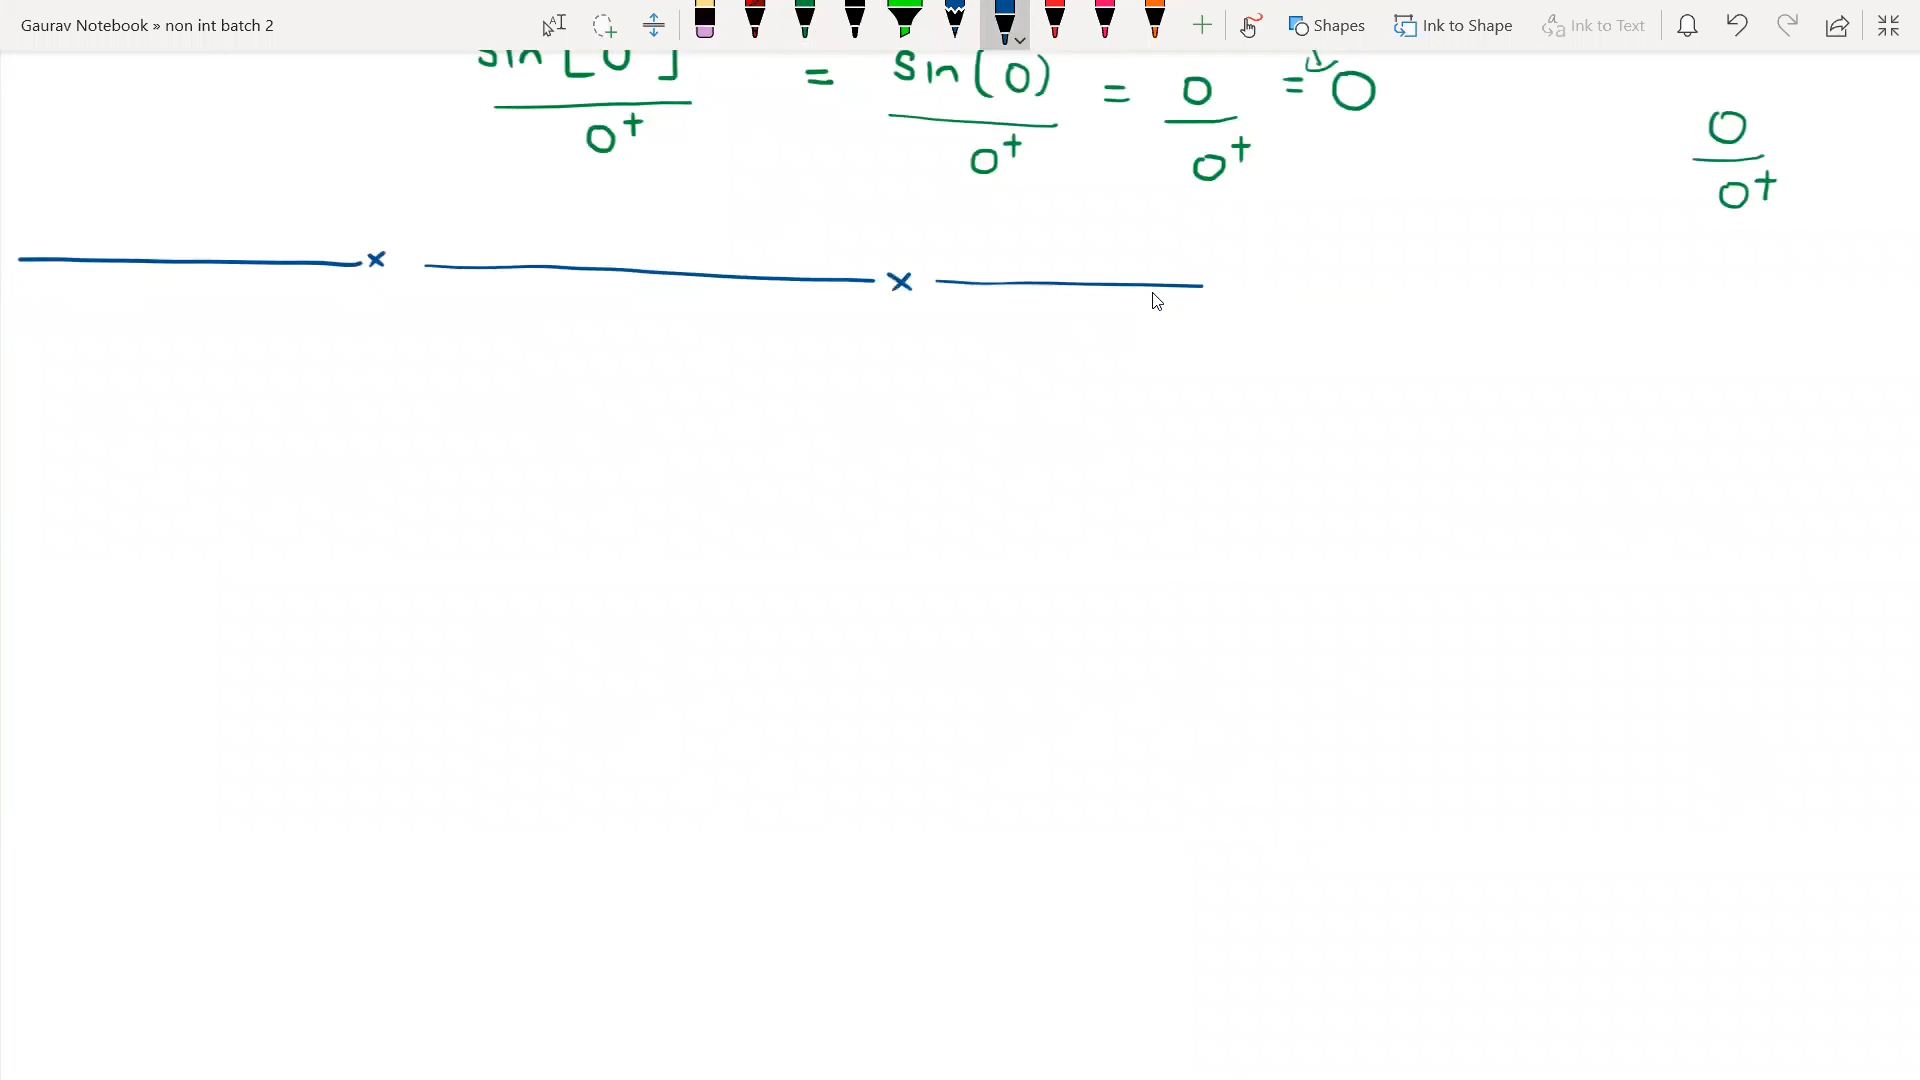 Gaurav Notebook » non int batch 2
Shapes
Ink to Shape
Ink to Text
sin [0 ] / 0⁺ = sin(0) / 0⁺ = 0 / 0⁺ = 0
0 / 0⁺